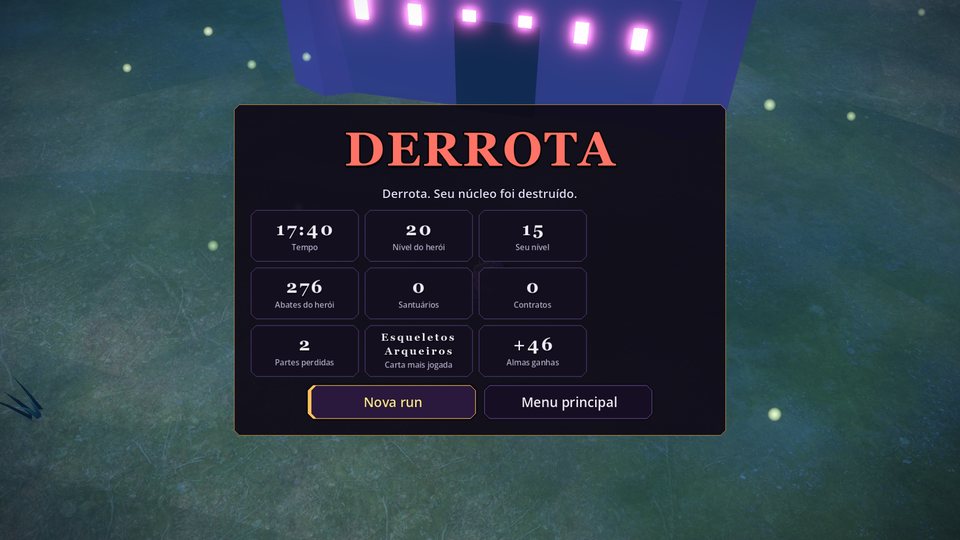 DERROTA
Derrota. Seu núcleo foi destruído.
17:40
Tempo
20
Nível do herói
15
Seu nível
276
Abates do herói
0
Santuários
0
Contratos
2
Partes perdidas
Esqueletos
Arqueiros
Carta mais jogada
+46
Almas ganhas
Nova run
Menu principal